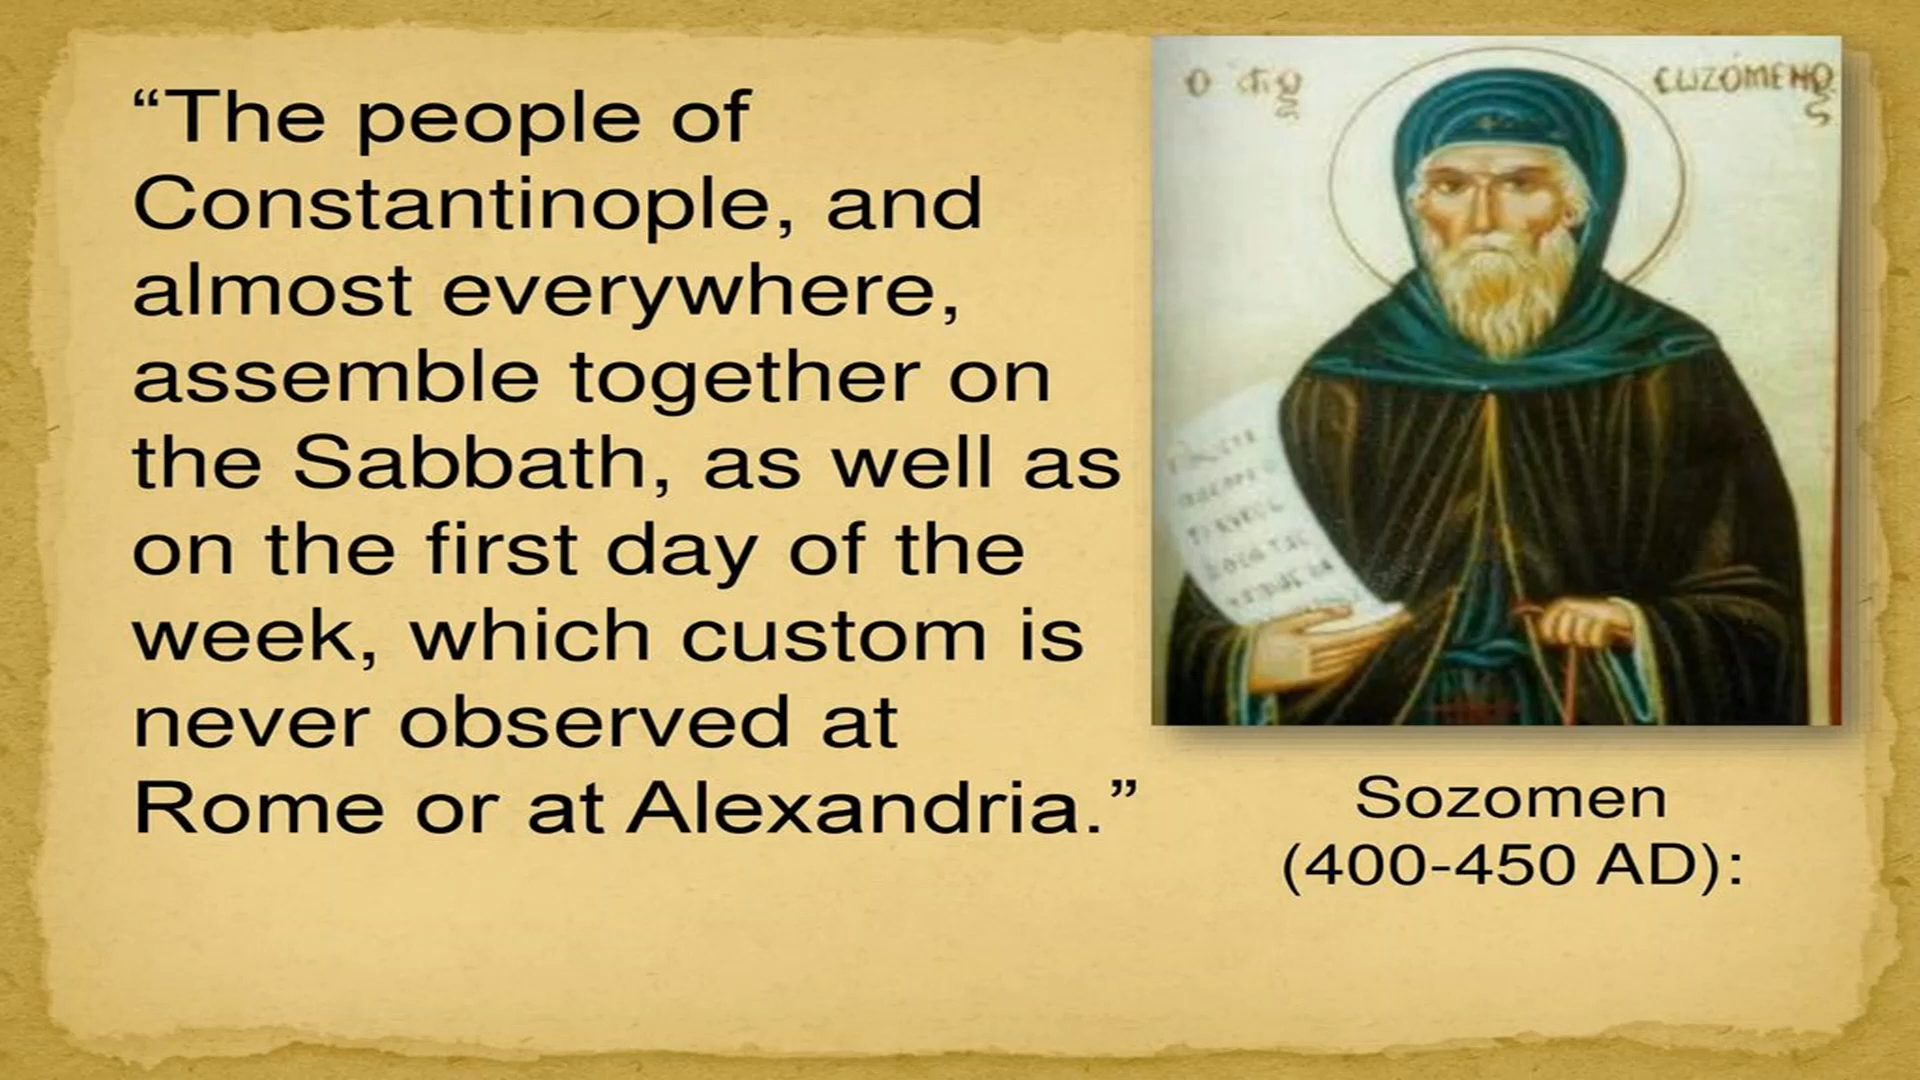 “The people of
Constantinople, and
almost everywhere,
assemble together on
the Sabbath, as well as
on the first day of the
week, which custom is
never observed at
Rome or at Alexandria.”
CѠZÓMENO
Sozomen
(400-450 AD):